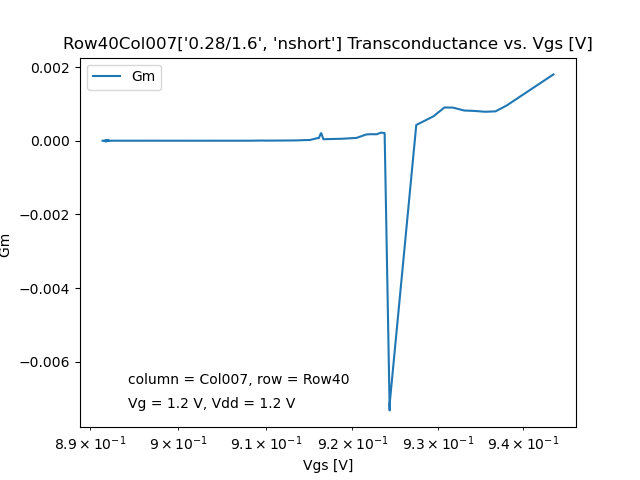 Row40Col007['0.28/1.6', 'nshort'] Transconductance vs. Vgs [V]
Gm
0.002
0.000
−0.002
−0.004
−0.006
Gm
column = Col007, row = Row40
Vg = 1.2 V, Vdd = 1.2 V
8.9 × 10⁻¹ 9 × 10⁻¹ 9.1 × 10⁻¹ 9.2 × 10⁻¹ 9.3 × 10⁻¹ 9.4 × 10⁻¹
Vgs [V]